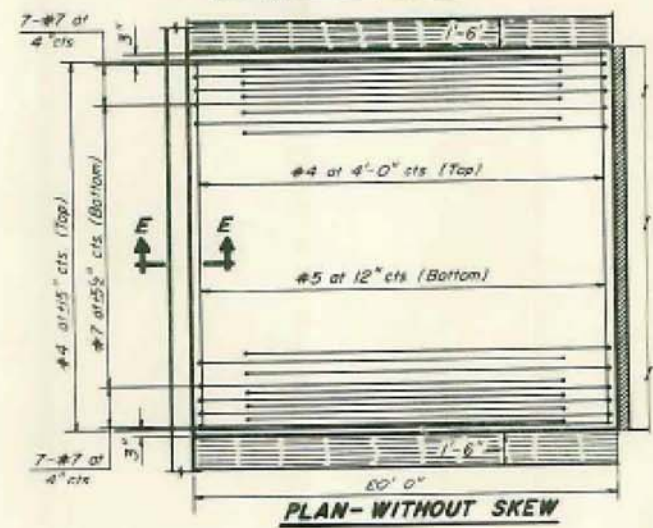 7-#7 at
4" cts
3"
1'-6"
#4 at 4'-0" cts (Top)
E E
#5 at 12" cts (Bottom)
#4 at ±15" cts (Top)
#7 at ±5½" cts (Bottom)
7-#7 at
4" cts
3"
1'-6"
20' 0"
PLAN-WITHOUT SKEW